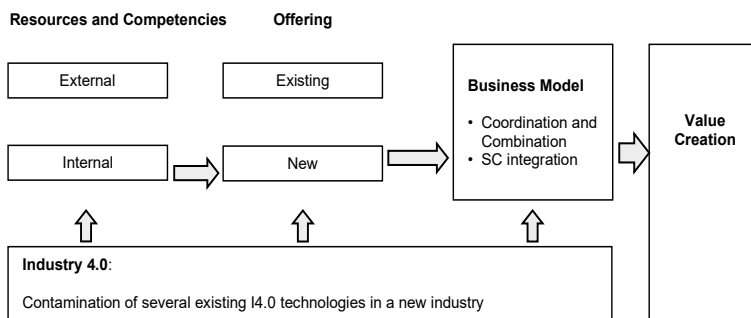 Resources and Competencies
Offering
External
Existing
Internal
New
Business Model
• Coordination and
Combination
• SC integration
Value
Creation
Industry 4.0:
Contamination of several existing I4.0 technologies in a new industry